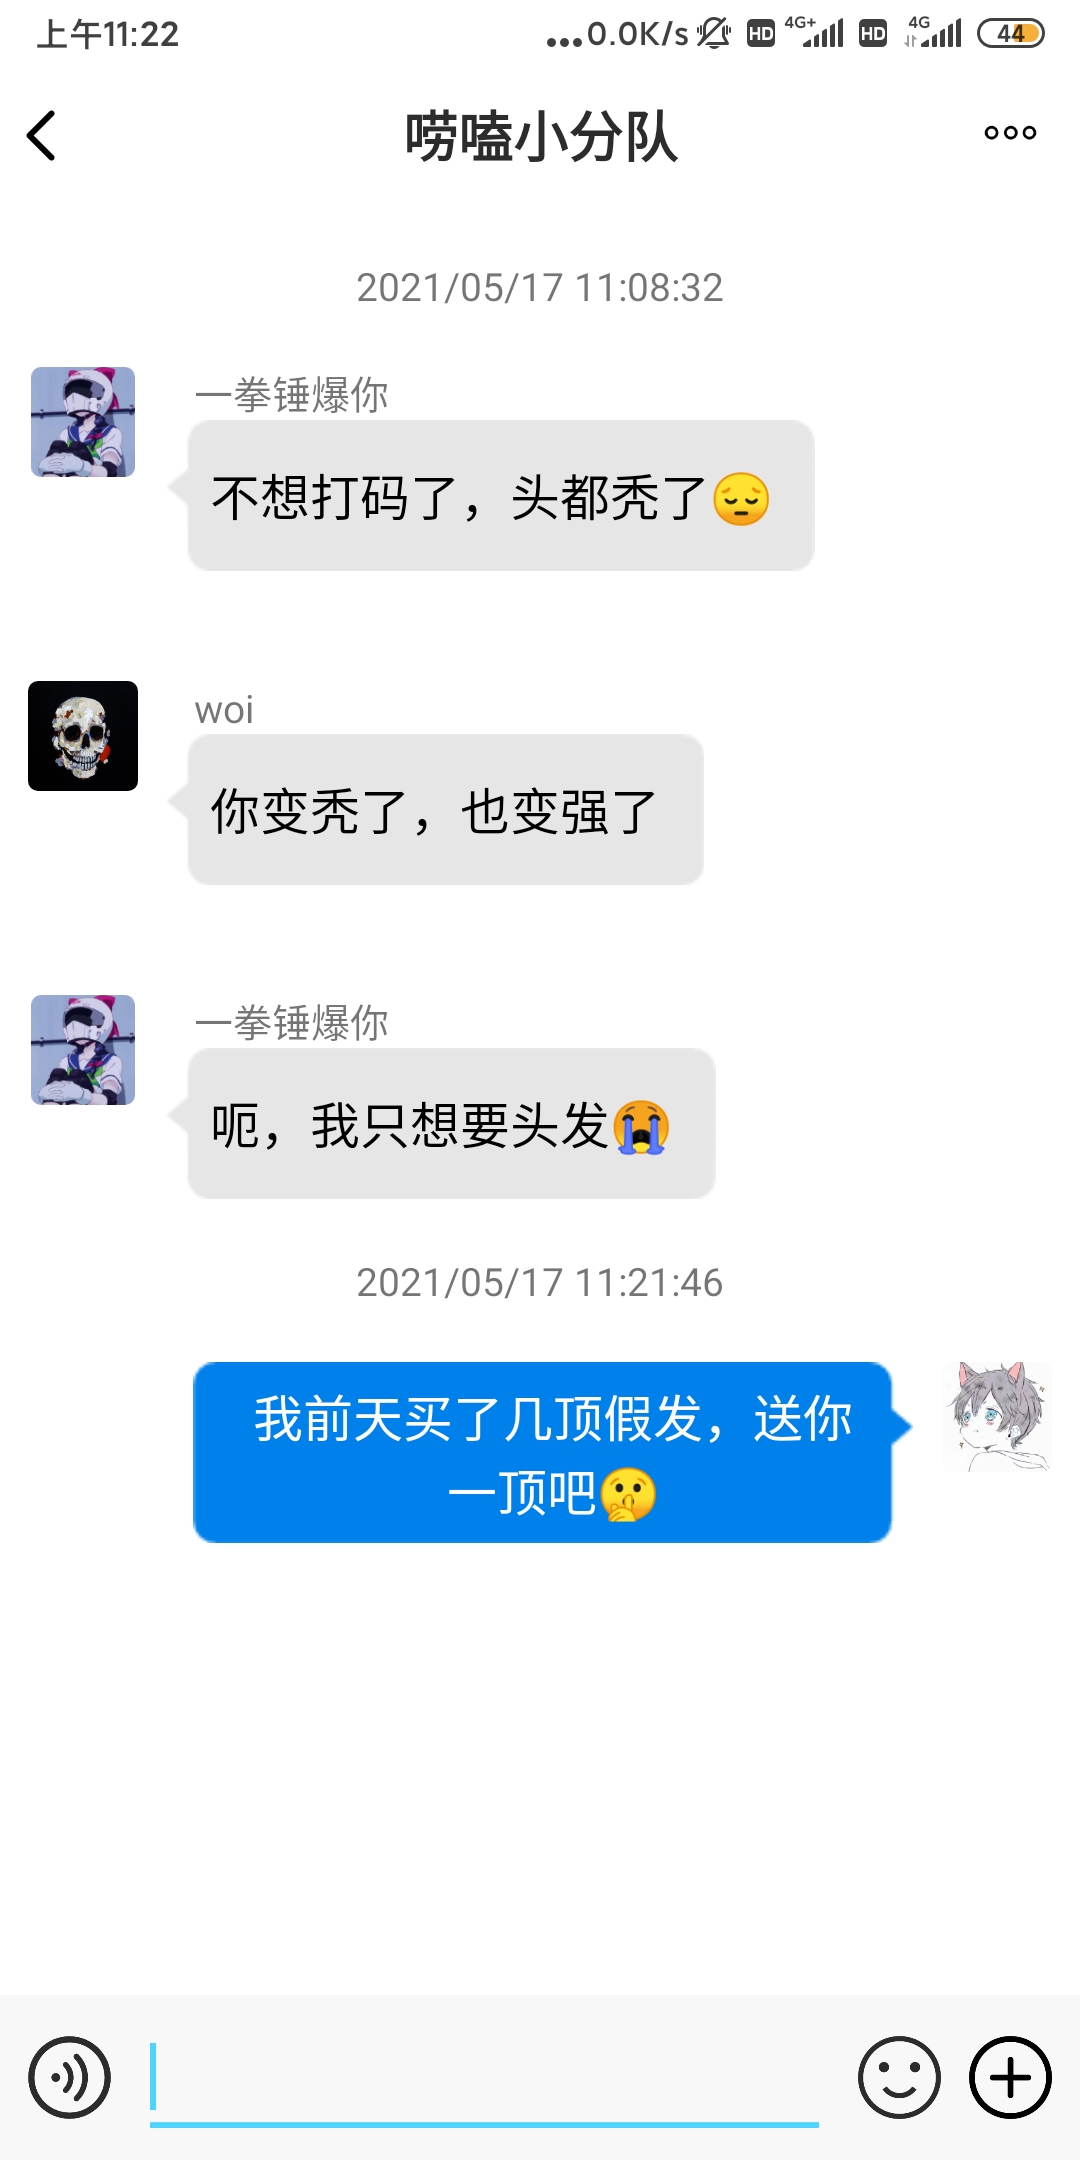 上午11:22
...0.0K/s HD 4G+ HD 4G 44
唠嗑小分队
2021/05/17 11:08:32
一拳锤爆你
不想打码了，头都秃了😔
woi
你变秃了，也变强了
一拳锤爆你
呃，我只想要头发😭
2021/05/17 11:21:46
我前天买了几顶假发，送你
一顶吧🤫